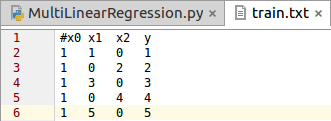 MultiLinearRegression.py × train.txt ×
1 #x0 x1 x2 y
2 1 1 0 1
3 1 0 2 2
4 1 3 0 3
5 1 0 4 4
6 1 5 0 5